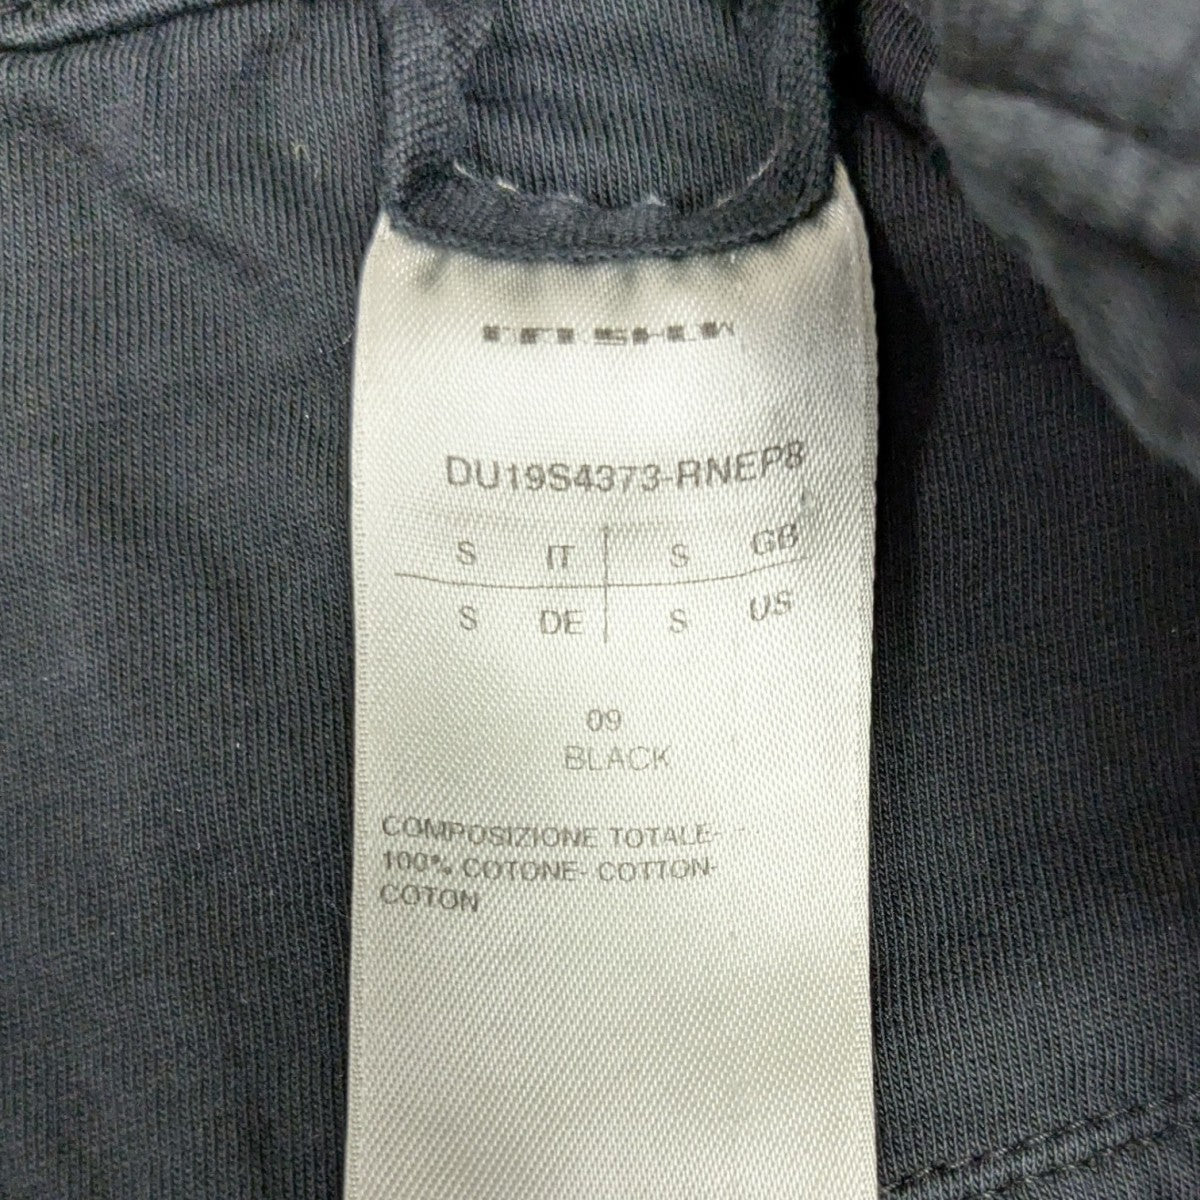 DU19S4373-RNEP8
S IT S GB
S DE S US
09
BLACK
COMPOSIZIONE TOTALE-
100% COTONE- COTTON-
COTON